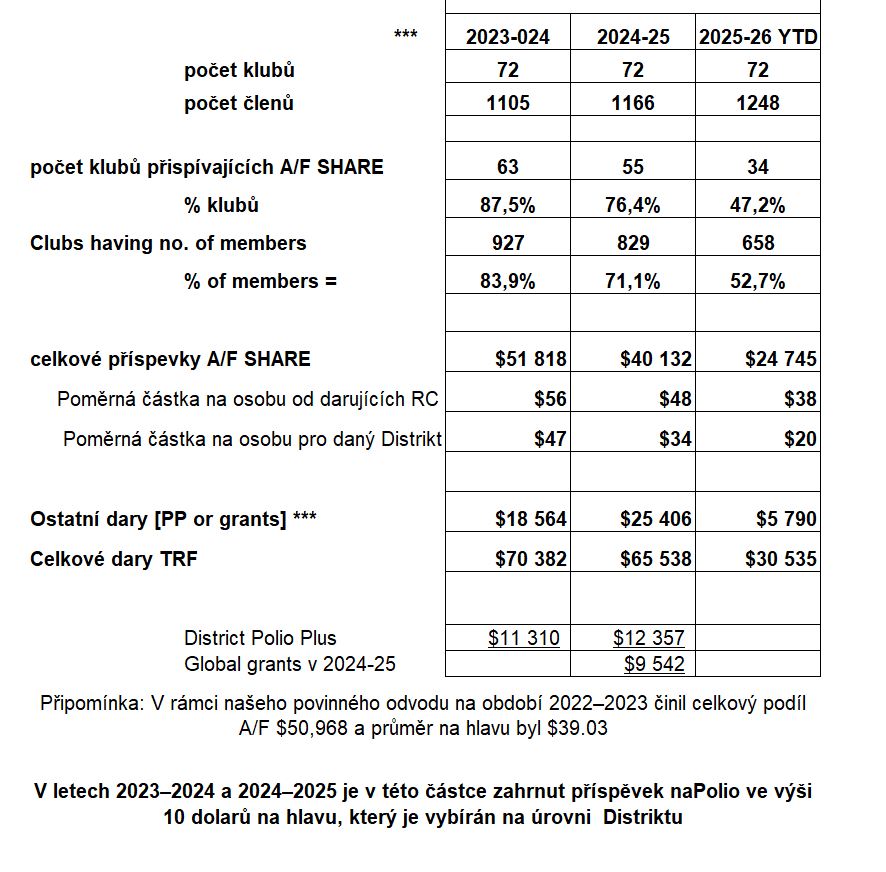 *** 2023-024 2024-25 2025-26 YTD
počet klubů 72 72 72
počet členů 1105 1166 1248
počet klubů přispívajících A/F SHARE 63 55 34
% klubů 87,5% 76,4% 47,2%
Clubs having no. of members 927 829 658
% of members = 83,9% 71,1% 52,7%
celkové příspevky A/F SHARE $51 818 $40 132 $24 745
Poměrná částka na osobu od darujících RC $56 $48 $38
Poměrná částka na osobu pro daný Distrikt $47 $34 $20
Ostatní dary [PP or grants] *** $18 564 $25 406 $5 790
Celkové dary TRF $70 382 $65 538 $30 535
District Polio Plus $11 310 $12 357
Global grants v 2024-25 $9 542
Připomínka: V rámci našeho povinného odvodu na období 2022–2023 činil celkový podíl
A/F $50,968 a průměr na hlavu byl $39.03
V letech 2023–2024 a 2024–2025 je v této částce zahrnut příspěvek naPolio ve výši
10 dolarů na hlavu, který je vybírán na úrovni Distriktu